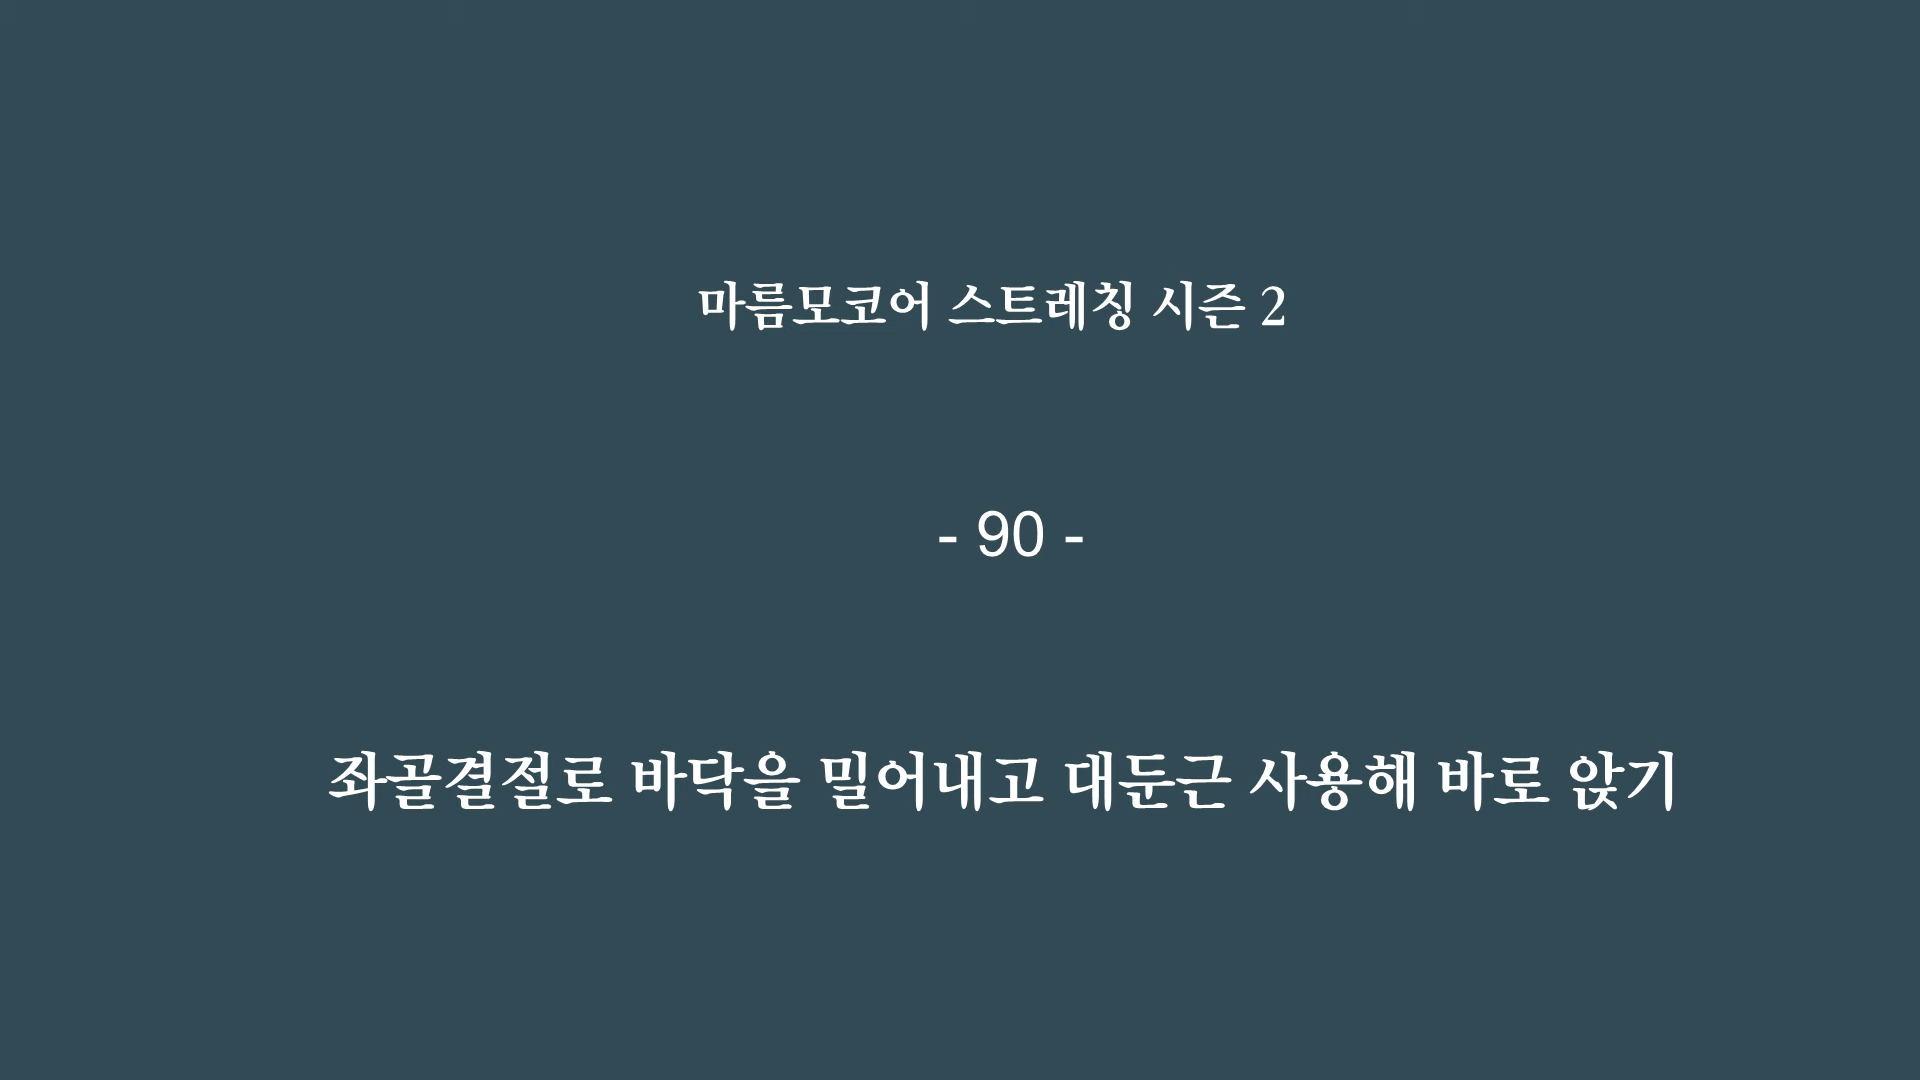 마름모코어 스트레칭 시즌 2
- 90 -
좌골결절로 바닥을 밀어내고 대둔근 사용해 바로 앉기